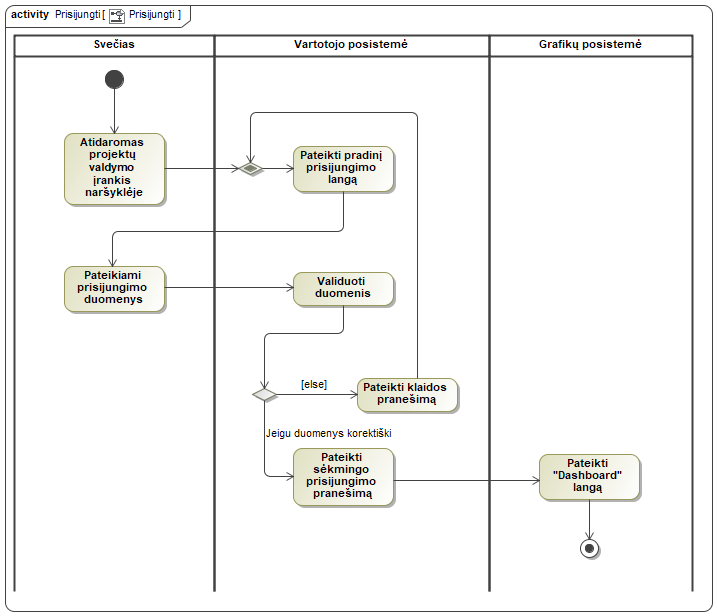 activity Prisijungti [ Prisijungti ]
Svečias
Vartotojo posistemė
Grafikų posistemė
Atidaromas
projektų
valdymo
įrankis
naršyklėje
Pateikti pradinį
prisijungimo
langą
Pateikiami
prisijungimo
duomenys
Validuoti
duomenis
[else]
Pateikti klaidos
pranešimą
Jeigu duomenys korektiški
Pateikti
sėkmingo
prisijungimo
pranešimą
Pateikti
"Dashboard"
langą